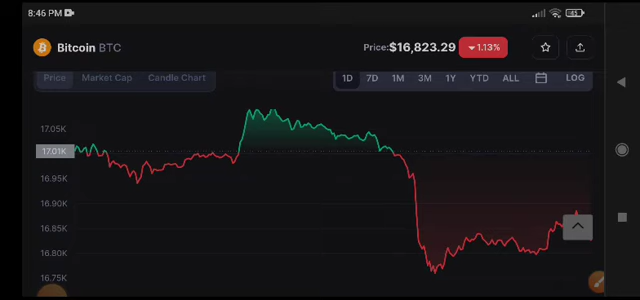 8:46 PM
Bitcoin BTC
Price: $16,823.29 1.13%
Price Market Cap Candle Chart
1D 7D 1M 3M 1Y YTD ALL LOG
17.05K
17.01K
16.95K
16.90K
16.85K
16.80K
16.75K